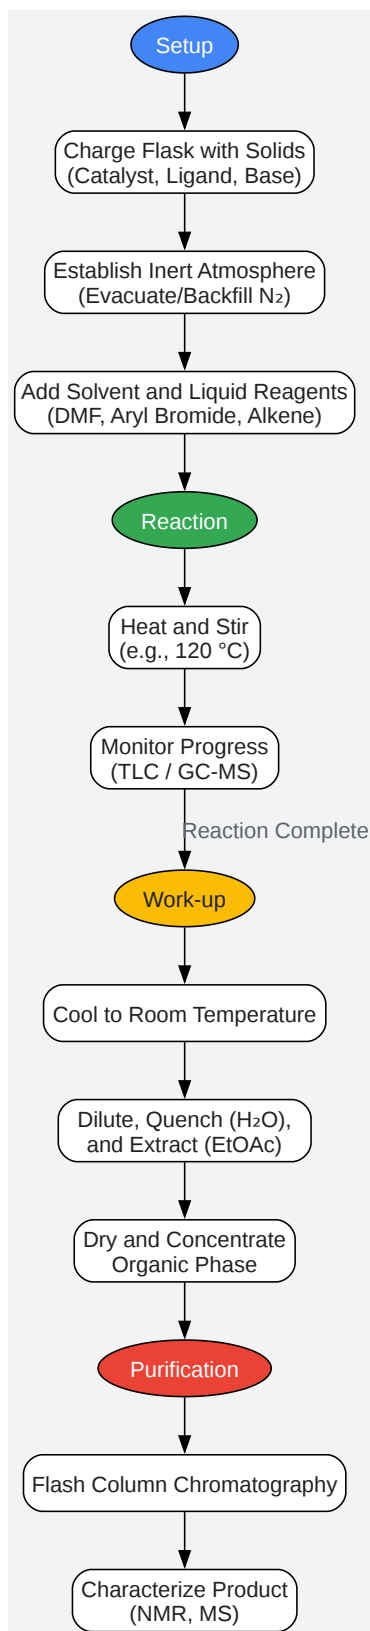 Setup
Charge Flask with Solids
(Catalyst, Ligand, Base)
Establish Inert Atmosphere
(Evacuate/Backfill N₂)
Add Solvent and Liquid Reagents
(DMF, Aryl Bromide, Alkene)
Reaction
Heat and Stir
(e.g., 120 °C)
Monitor Progress
(TLC / GC-MS)
Reaction Complete
Work-up
Cool to Room Temperature
Dilute, Quench (H₂O),
and Extract (EtOAc)
Dry and Concentrate
Organic Phase
Purification
Flash Column Chromatography
Characterize Product
(NMR, MS)